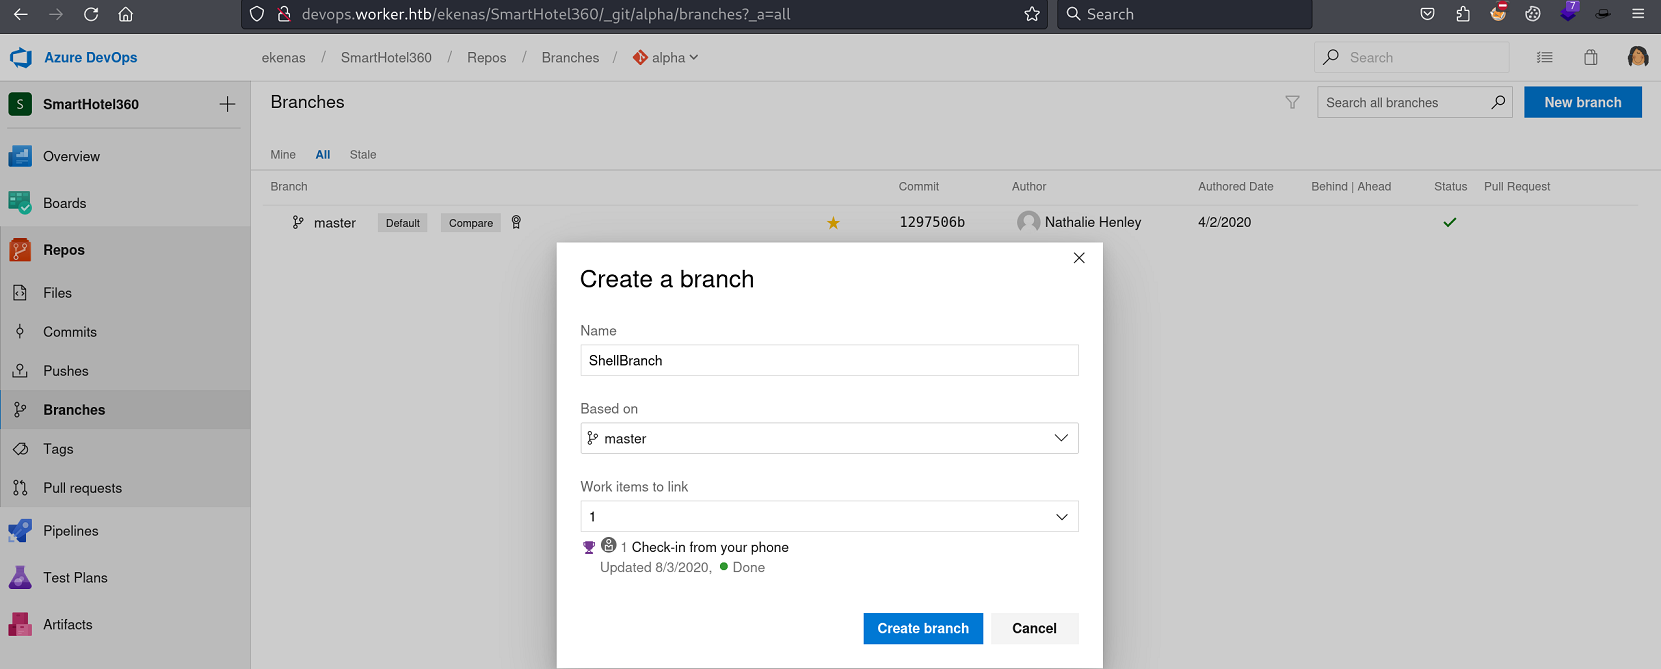 devops.worker.htb/ekenas/SmartHotel360/_git/alpha/branches?_a=all
Search
7
Azure DevOps
ekenas / SmartHotel360 / Repos / Branches / alpha
Search
S SmartHotel360
Branches
Search all branches
New branch
Mine All Stale
Overview
Boards
Repos
Files
Commits
Pushes
Branches
Tags
Pull requests
Pipelines
Test Plans
Artifacts
Branch Commit Author Authored Date Behind | Ahead Status Pull Request
master Default Compare 1297506b Nathalie Henley 4/2/2020
Create a branch
Name
ShellBranch
Based on
master
Work items to link
1
1 Check-in from your phone
Updated 8/3/2020, Done
Create branch Cancel